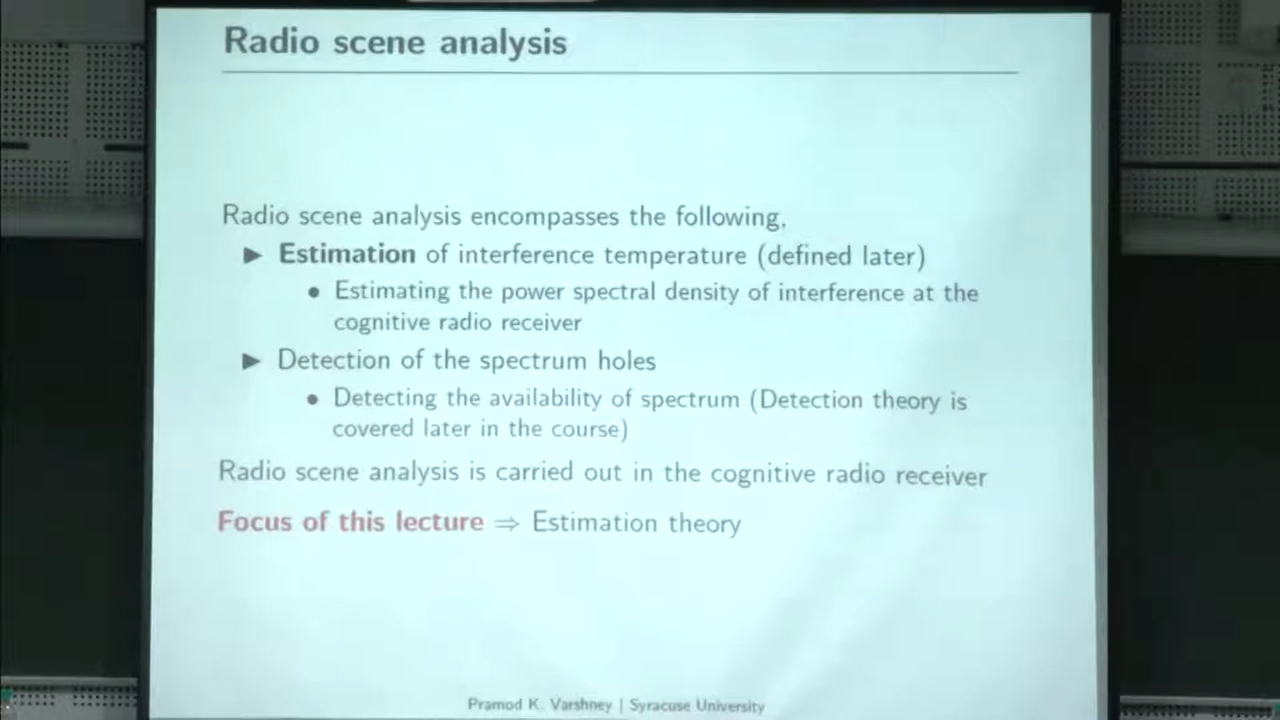 Radio scene analysis
Radio scene analysis encompasses the following,
▶ Estimation of interference temperature (defined later)
• Estimating the power spectral density of interference at the
cognitive radio receiver
▶ Detection of the spectrum holes
• Detecting the availability of spectrum (Detection theory is
covered later in the course)
Radio scene analysis is carried out in the cognitive radio receiver
Focus of this lecture ⇒ Estimation theory
Pramod K. Varshney | Syracuse University